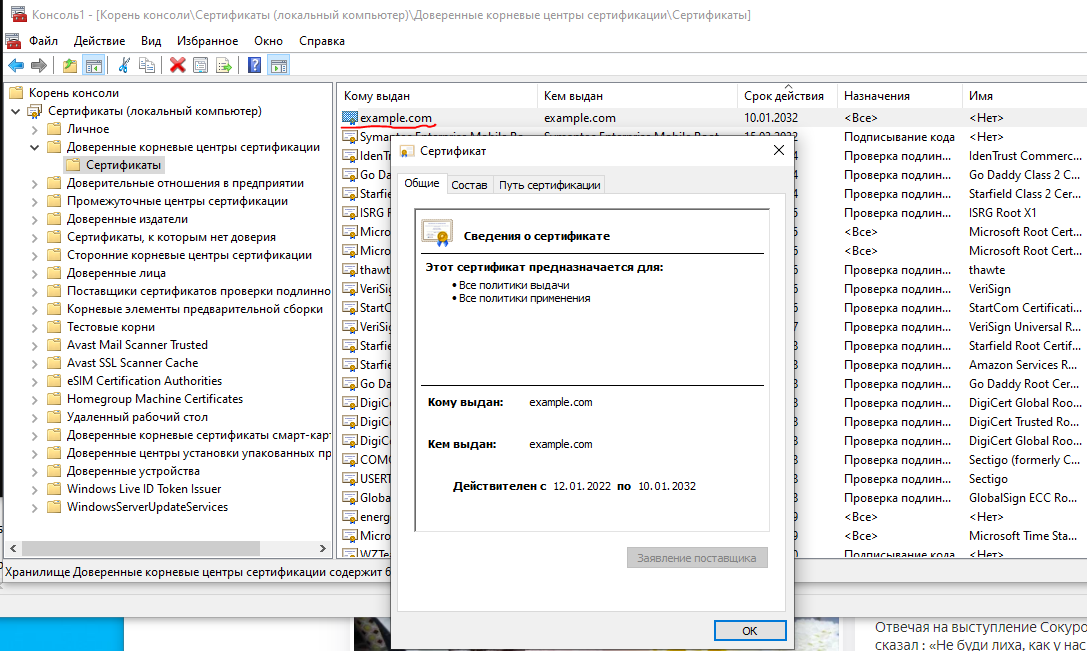 Консоль1 - [Корень консоли\Сертификаты (локальный компьютер)\Доверенные корневые центры сертификации\Сертификаты]
Файл Действие Вид Избранное Окно Справка
Корень консоли
Сертификаты (локальный компьютер)
Личное
Доверенные корневые центры сертификации
Сертификаты
Доверительные отношения в предприятии
Промежуточные центры сертификации
Доверенные издатели
Сертификаты, к которым нет доверия
Сторонние корневые центры сертификации
Доверенные лица
Поставщики сертификатов проверки подлинно
Корневые элементы предварительной сборки
Тестовые корни
Avast Mail Scanner Trusted
Avast SSL Scanner Cache
eSIM Certification Authorities
Homegroup Machine Certificates
Удаленный рабочий стол
Доверенные корневые сертификаты смарт-кар
Доверенные центры установки упакованных пр
Доверенные устройства
Windows Live ID Token Issuer
WindowsServerUpdateServices
Хранилище Доверенные корневые центры сертификации содержит 6
Кому выдан Кем выдан Срок действия Назначения Имя
example.com example.com 10.01.2032 <Все> <Нет>
Подписывание кода <Нет>
IdenT Проверка подлин... IdenTrust Commerc...
Go Da Проверка подлин... Go Daddy Class 2 C...
Starfie Проверка подлин... Starfield Class 2 Cer...
ISRG R Проверка подлин... ISRG Root X1
Micro <Все> Microsoft Root Cert...
Micro <Все> Microsoft Root Cert...
thawt Проверка подлин... thawte
VeriSi Проверка подлин... VeriSign
StartC Проверка подлин... StartCom Certificati...
VeriSi Проверка подлин... VeriSign Universal R...
Starfie Проверка подлин... Starfield Root Certif...
Starfie Проверка подлин... Amazon Services R...
Go Da Проверка подлин... Go Daddy Root Cer...
DigiC Проверка подлин... DigiCert Global Roo...
DigiC Проверка подлин... DigiCert Trusted Ro...
DigiC Проверка подлин... DigiCert Global Roo...
COMO Проверка подлин... Sectigo (formerly C...
USERT Проверка подлин... Sectigo
Globa Проверка подлин... GlobalSign ECC Ro...
energ <Все> <Нет>
Micro <Все> Microsoft Time Sta...
WZTe Подписывание кода <Нет>
Сертификат
Общие Состав Путь сертификации
Сведения о сертификате
Этот сертификат предназначается для:
• Все политики выдачи
• Все политики применения
Кому выдан: example.com
Кем выдан: example.com
Действителен с 12.01.2022 по 10.01.2032
Заявление поставщика
ОК
Отвечая на выступление Сокуро
сказал : «Не буди лиха, как у нас